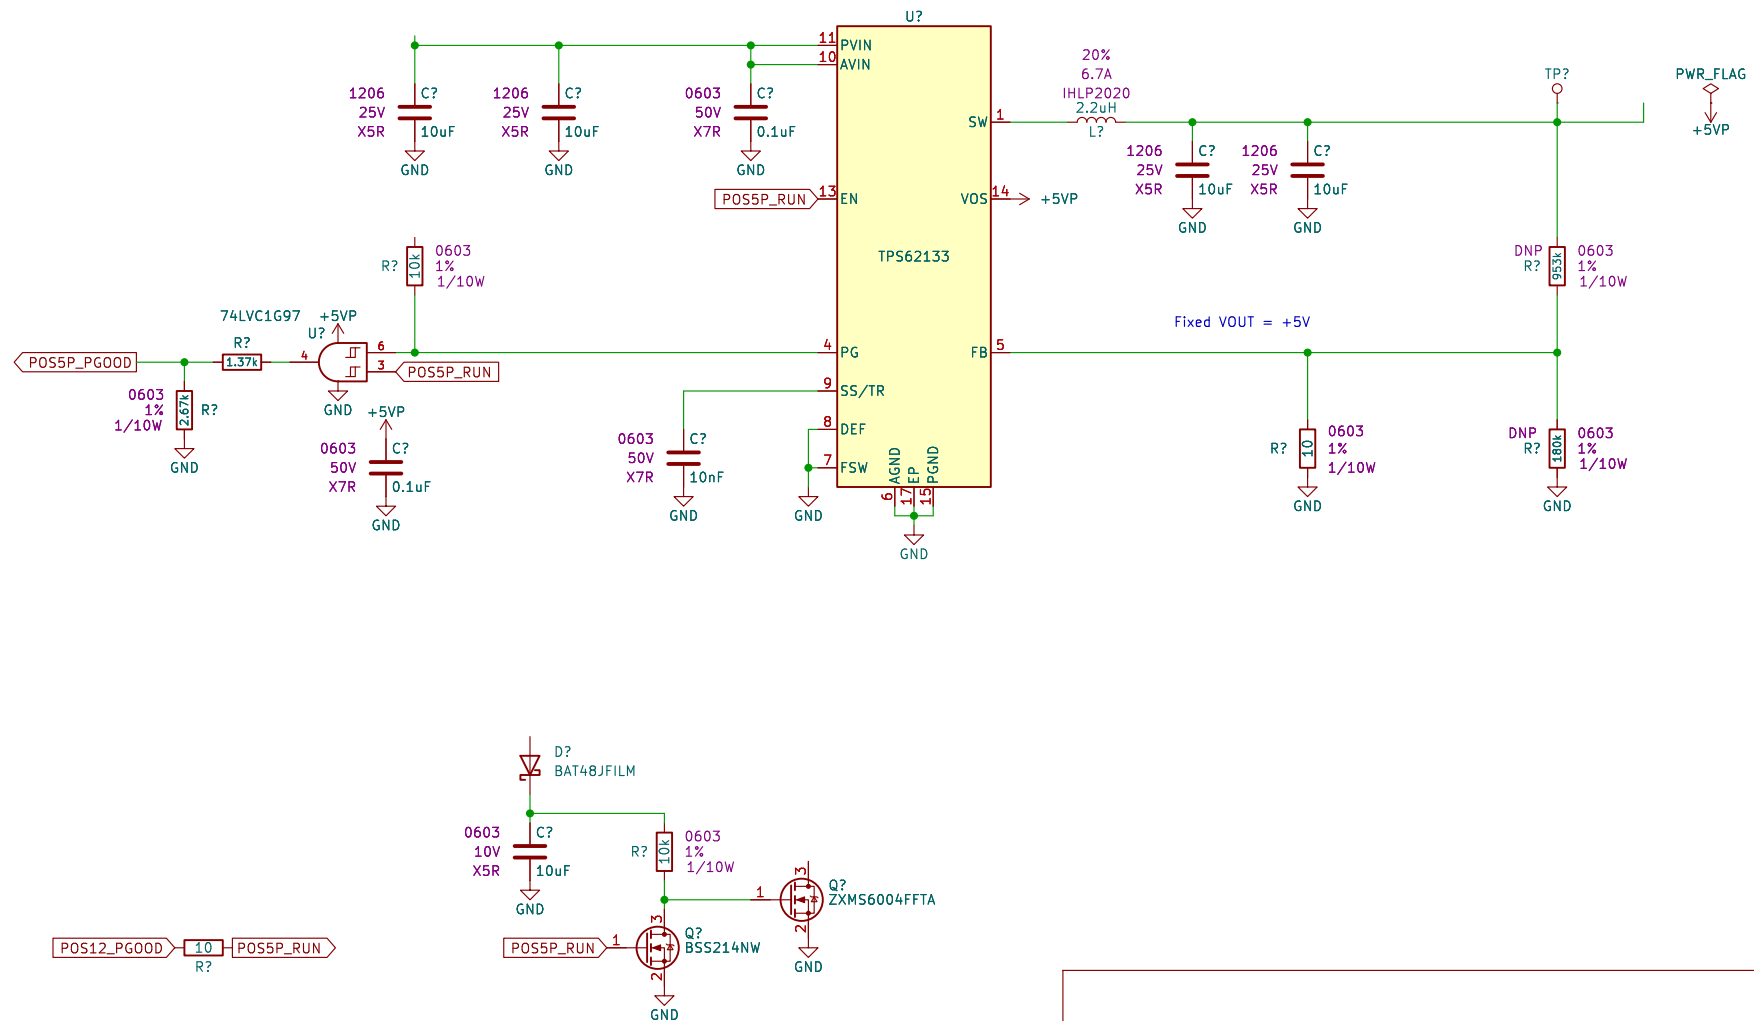 U?
11
PVIN
10
AVIN
1206
25V
X5R
C?
10uF
GND
1206
25V
X5R
C?
10uF
GND
0603
50V
X7R
C?
0.1uF
GND
SW
1
20%
6.7A
IHLP2020
2.2uH
L?
TP?
PWR_FLAG
+5VP
1206
25V
X5R
C?
10uF
GND
1206
25V
X5R
C?
10uF
GND
POS5P_RUN
13
EN
VOS
14
+5VP
TPS62133
R?
10k
0603
1%
1/10W
DNP
R?
953k
0603
1%
1/10W
74LVC1G97
+5VP
U?
R?
1.37k
4
6
3
POS5P_PGOOD
POS5P_RUN
GND
4
PG
Fixed VOUT = +5V
FB
5
0603
1%
1/10W
2.67k
R?
GND
+5VP
0603
50V
X7R
C?
0.1uF
GND
9
SS/TR
8
DEF
7
FSW
0603
50V
X7R
C?
10nF
GND
GND
AGND
EP
PGND
6
17
15
GND
R?
10
0603
1%
1/10W
GND
DNP
R?
180k
0603
1%
1/10W
GND
D?
BAT48JFILM
0603
10V
X5R
C?
10uF
GND
R?
10k
0603
1%
1/10W
1
3
2
Q?
ZXMS6004FFTA
GND
POS12_PGOOD
10
POS5P_RUN
R?
POS5P_RUN
1
3
2
Q?
BSS214NW
GND